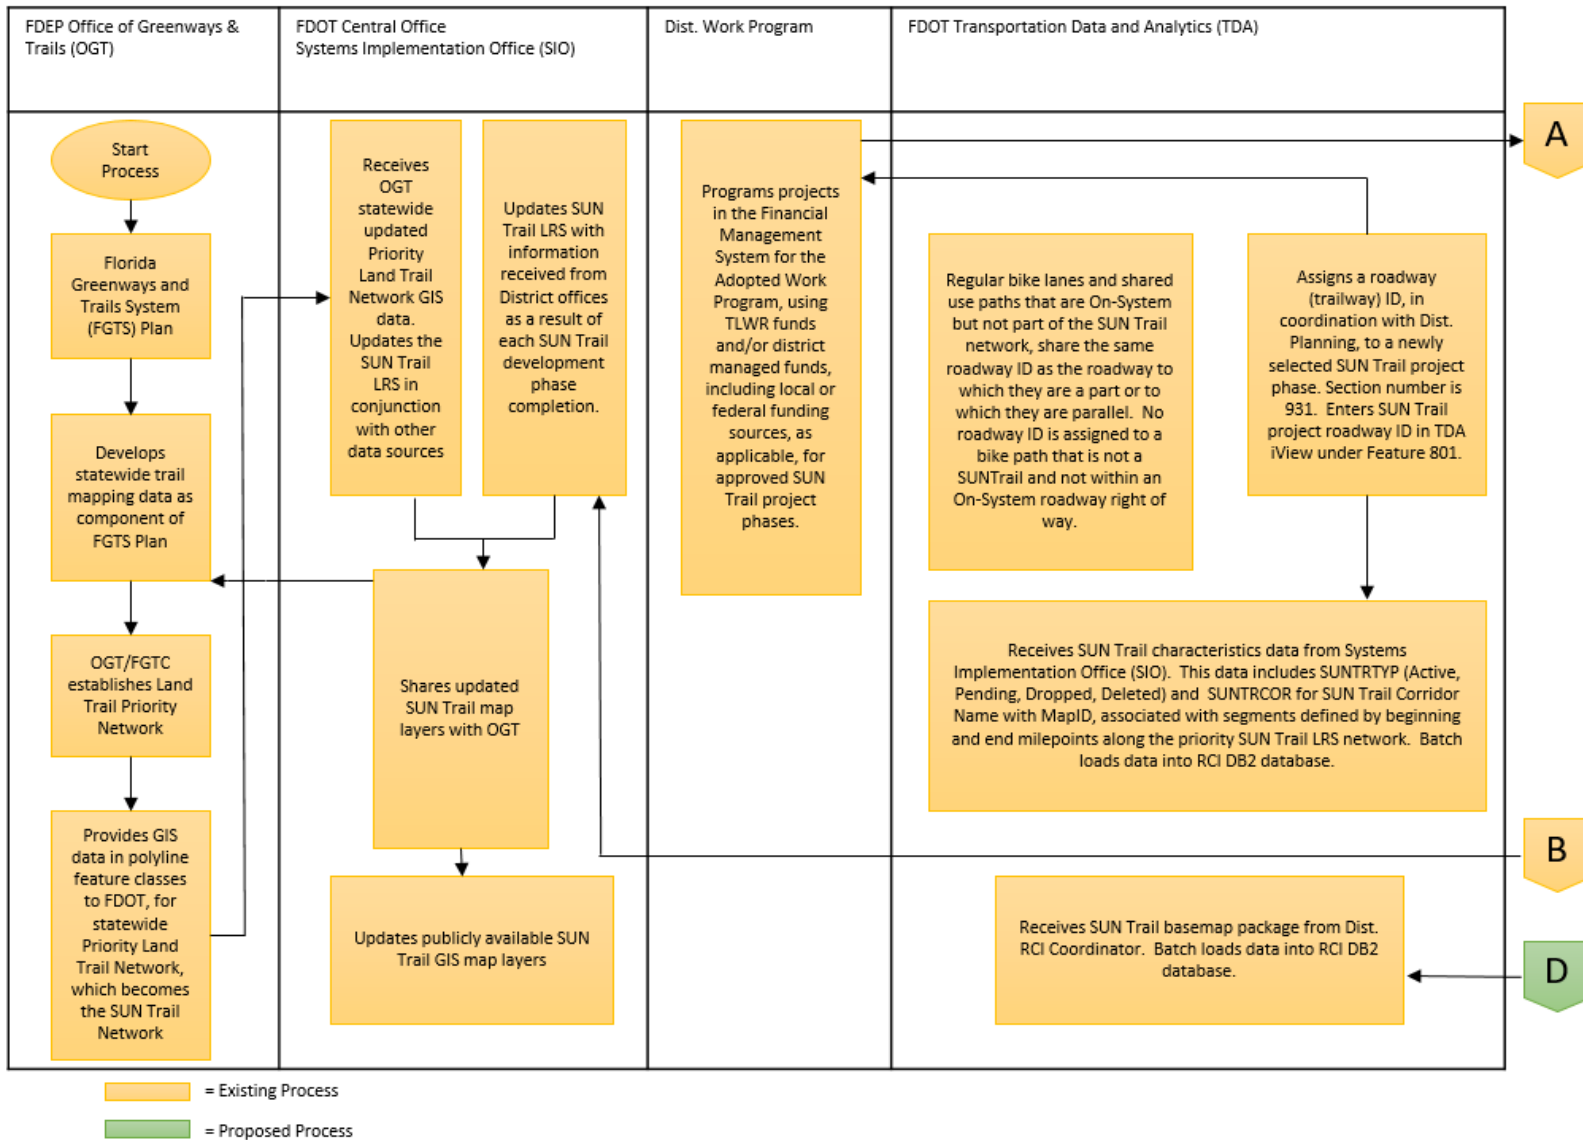 FDEP Office of Greenways &
Trails (OGT)
FDOT Central Office
Systems Implementation Office (SIO)
Dist. Work Program
FDOT Transportation Data and Analytics (TDA)
Start
Process
Florida
Greenways and
Trails System
(FGTS) Plan
Develops
statewide trail
mapping data as
component of
FGTS Plan
OGT/FGTC
establishes Land
Trail Priority
Network
Provides GIS
data in polyline
feature classes
to FDOT, for
statewide
Priority Land
Trail Network,
which becomes
the SUN Trail
Network
Receives
OGT
statewide
updated
Priority
Land Trail
Network GIS
data.
Updates the
SUN Trail
LRS in
conjunction
with other
data sources
Updates SUN
Trail LRS with
information
received from
District offices
as a result of
each SUN Trail
development
phase
completion.
Shares updated
SUN Trail map
layers with OGT
Updates publicly available SUN
Trail GIS map layers
Programs projects
in the Financial
Management
System for the
Adopted Work
Program, using
TLWR funds
and/or district
managed funds,
including local or
federal funding
sources, as
applicable, for
approved SUN
Trail project
phases.
Regular bike lanes and shared
use paths that are On-System
but not part of the SUN Trail
network, share the same
roadway ID as the roadway to
which they are a part or to
which they are parallel.  No
roadway ID is assigned to a
bike path that is not a
SUNTrail and not within an
On-System roadway right of
way.
Assigns a roadway
(trailway) ID, in
coordination with Dist.
Planning, to a newly
selected SUN Trail project
phase. Section number is
931.  Enters SUN Trail
project roadway ID in TDA
iView under Feature 801.
Receives SUN Trail characteristics data from Systems
Implementation Office (SIO).  This data includes SUNTRTYP (Active,
Pending, Dropped, Deleted) and  SUNTRCOR for SUN Trail Corridor
Name with MapID, associated with segments defined by beginning
and end milepoints along the priority SUN Trail LRS network.  Batch
loads data into RCI DB2 database.
Receives SUN Trail basemap package from Dist.
RCI Coordinator.  Batch loads data into RCI DB2
database.
A
B
D
= Existing Process
= Proposed Process